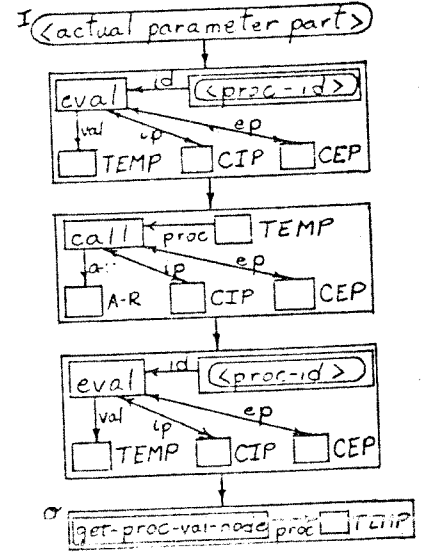 I <actual parameter part>
id
eval <proc-id>
val ip ep
TEMP CIP CEP
call proc TEMP
ip ep
A-R CIP CEP
id
eval <proc-id>
val ip ep
TEMP CIP CEP
O
get-proc-val-node proc TEMP